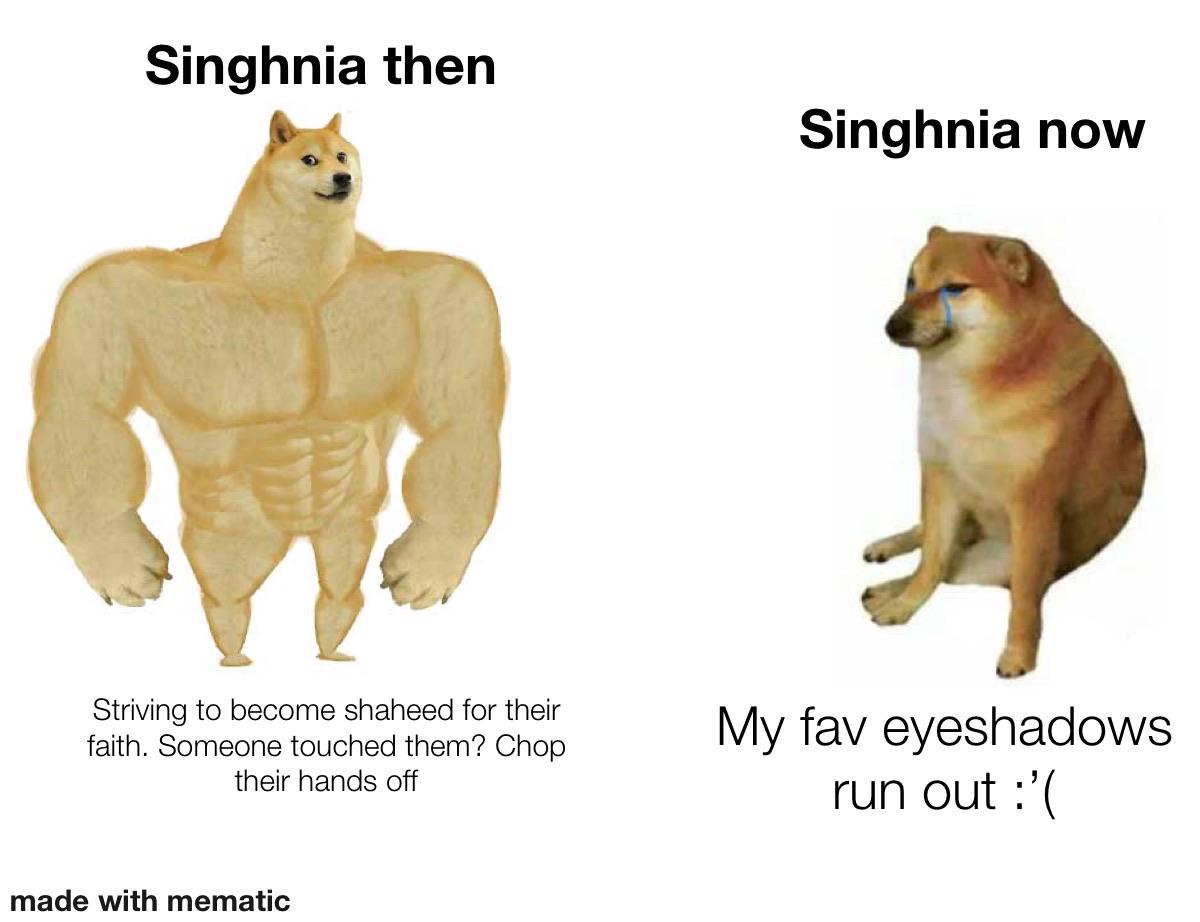 Singhnia then
Singhnia now
Striving to become shaheed for their
faith. Someone touched them? Chop
their hands off
My fav eyeshadows
run out :’(
made with mematic